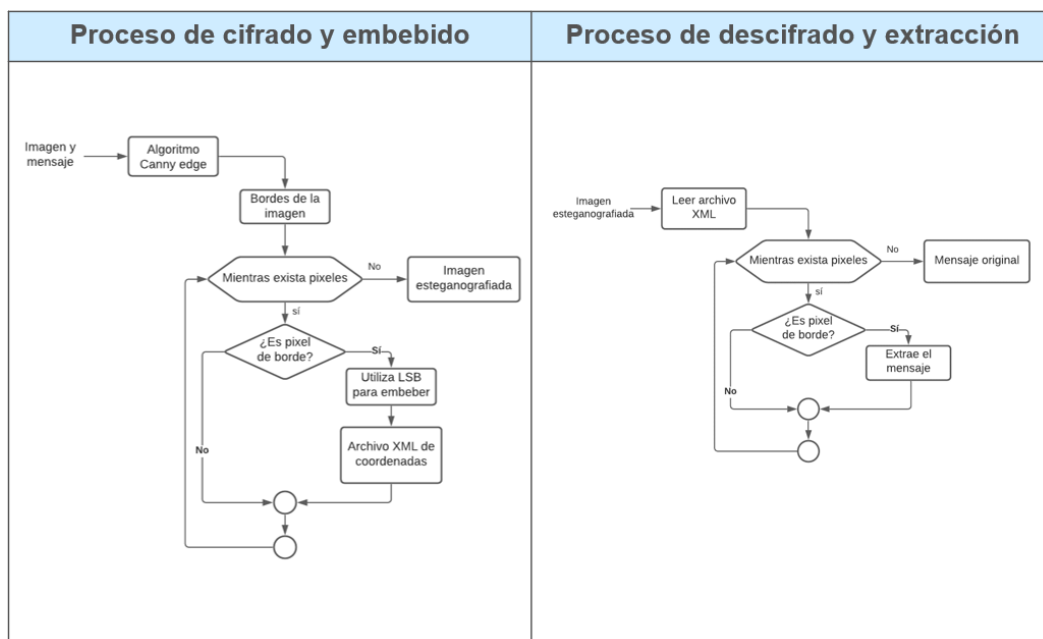 Proceso de cifrado y embebido
Imagen y
mensaje
Algoritmo
Canny edge
Bordes de la
imagen
Mientras exista pixeles
No
Imagen
esteganografiada
sí
¿Es pixel
de borde?
Sí
Utiliza LSB
para embeber
No
Archivo XML de
coordenadas
Proceso de descifrado y extracción
Imagen
esteganografiada
Leer archivo
XML
Mientras exista pixeles
No
Mensaje original
sí
¿Es pixel
de borde?
Sí
Extrae el
mensaje
No